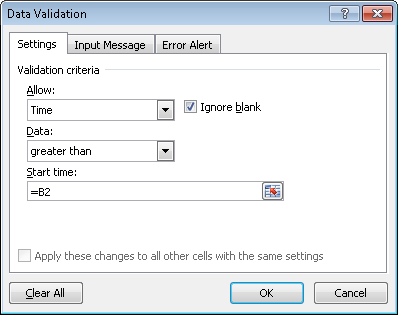 Data Validation
Settings Input Message Error Alert
Validation criteria
Allow:
Time Ignore blank
Data:
greater than
Start time:
=B2
Apply these changes to all other cells with the same settings
Clear All OK Cancel